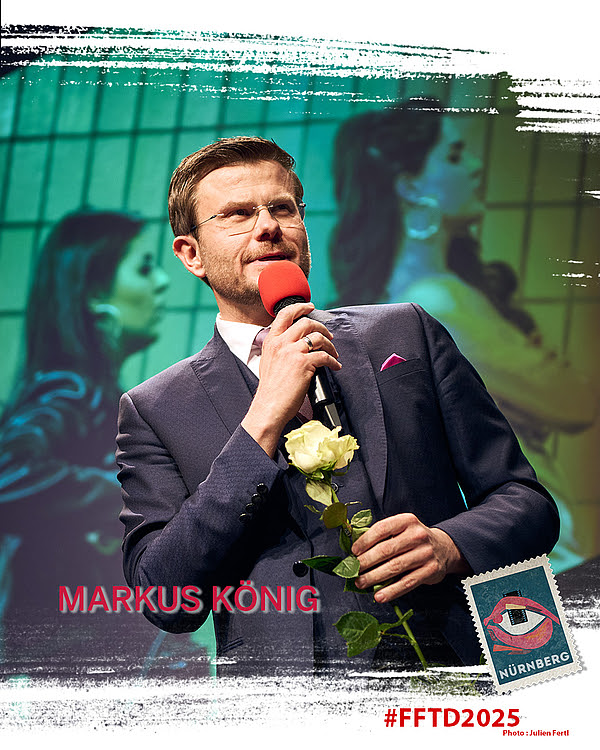 MARKUS KÖNIG
NÜRNBERG
#FFTD2025
Photo : Julien Fertl